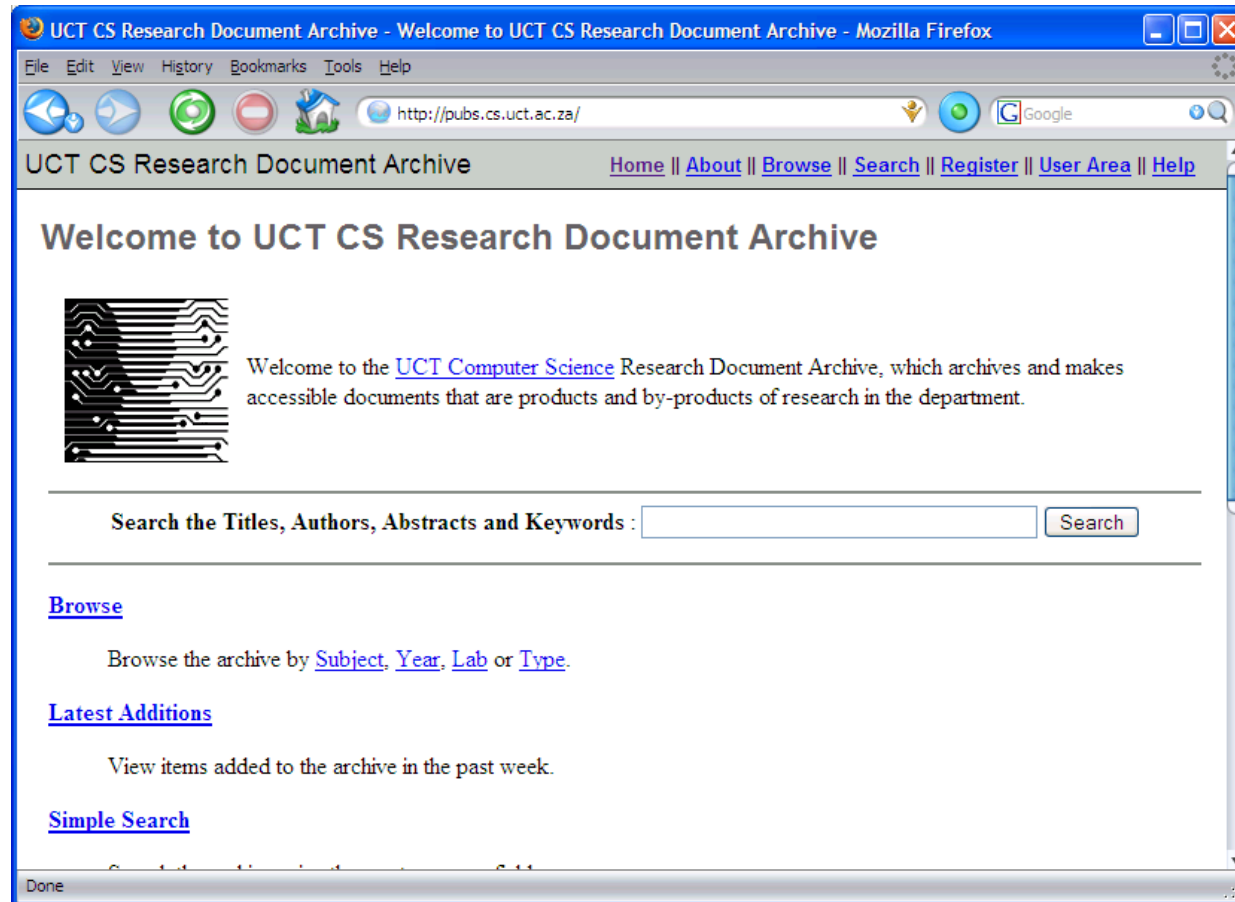 UCT CS Research Document Archive - Welcome to UCT CS Research Document Archive - Mozilla Firefox
File Edit View History Bookmarks Tools Help
http://pubs.cs.uct.ac.za/ G Google
UCT CS Research Document Archive Home || About || Browse || Search || Register || User Area || Help
Welcome to UCT CS Research Document Archive
Welcome to the UCT Computer Science Research Document Archive, which archives and makes
accessible documents that are products and by-products of research in the department.
Search the Titles, Authors, Abstracts and Keywords : Search
Browse
Browse the archive by Subject, Year, Lab or Type.
Latest Additions
View items added to the archive in the past week.
Simple Search
Done